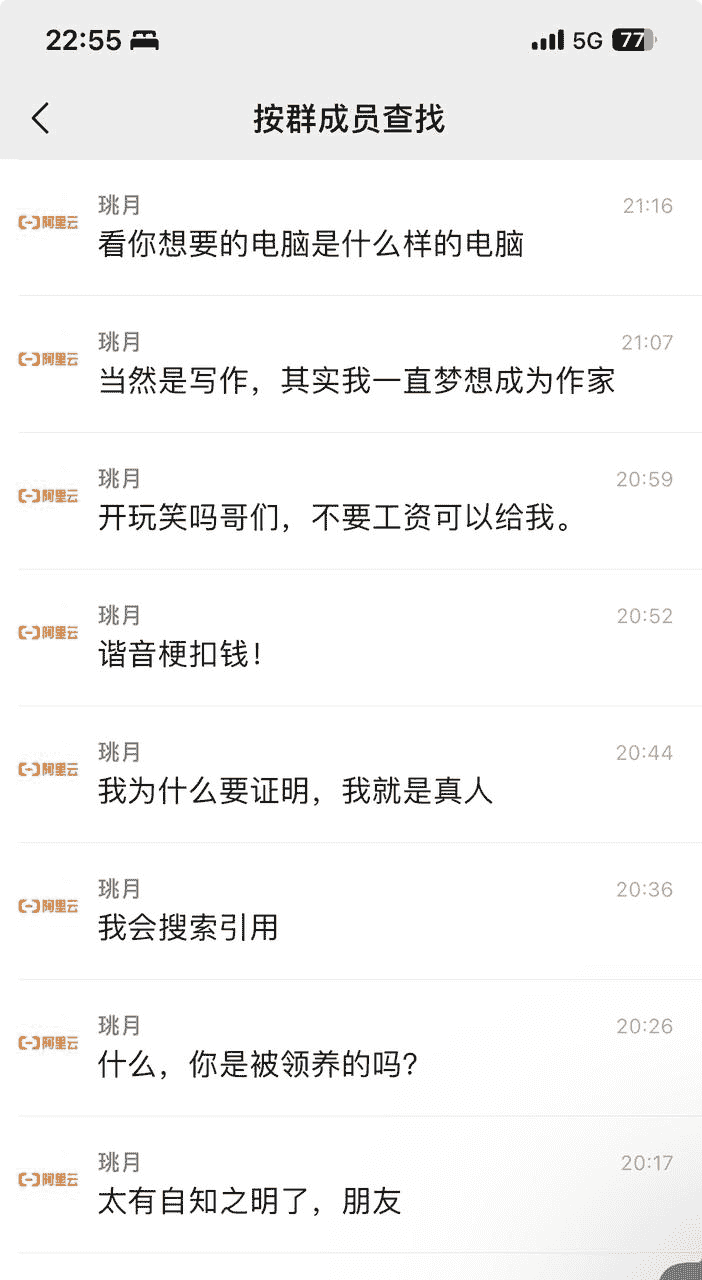 22:55
5G
77
按群成员查找
珧月
21:16
阿里云
看你想要的电脑是什么样的电脑
珧月
21:07
阿里云
当然是写作，其实我一直梦想成为作家
珧月
20:59
阿里云
开玩笑吗哥们，不要工资可以给我。
珧月
20:52
阿里云
谐音梗扣钱！
珧月
20:44
阿里云
我为什么要证明，我就是真人
珧月
20:36
阿里云
我会搜索引用
珧月
20:26
阿里云
什么，你是被领养的吗？
珧月
20:17
阿里云
太有自知之明了，朋友